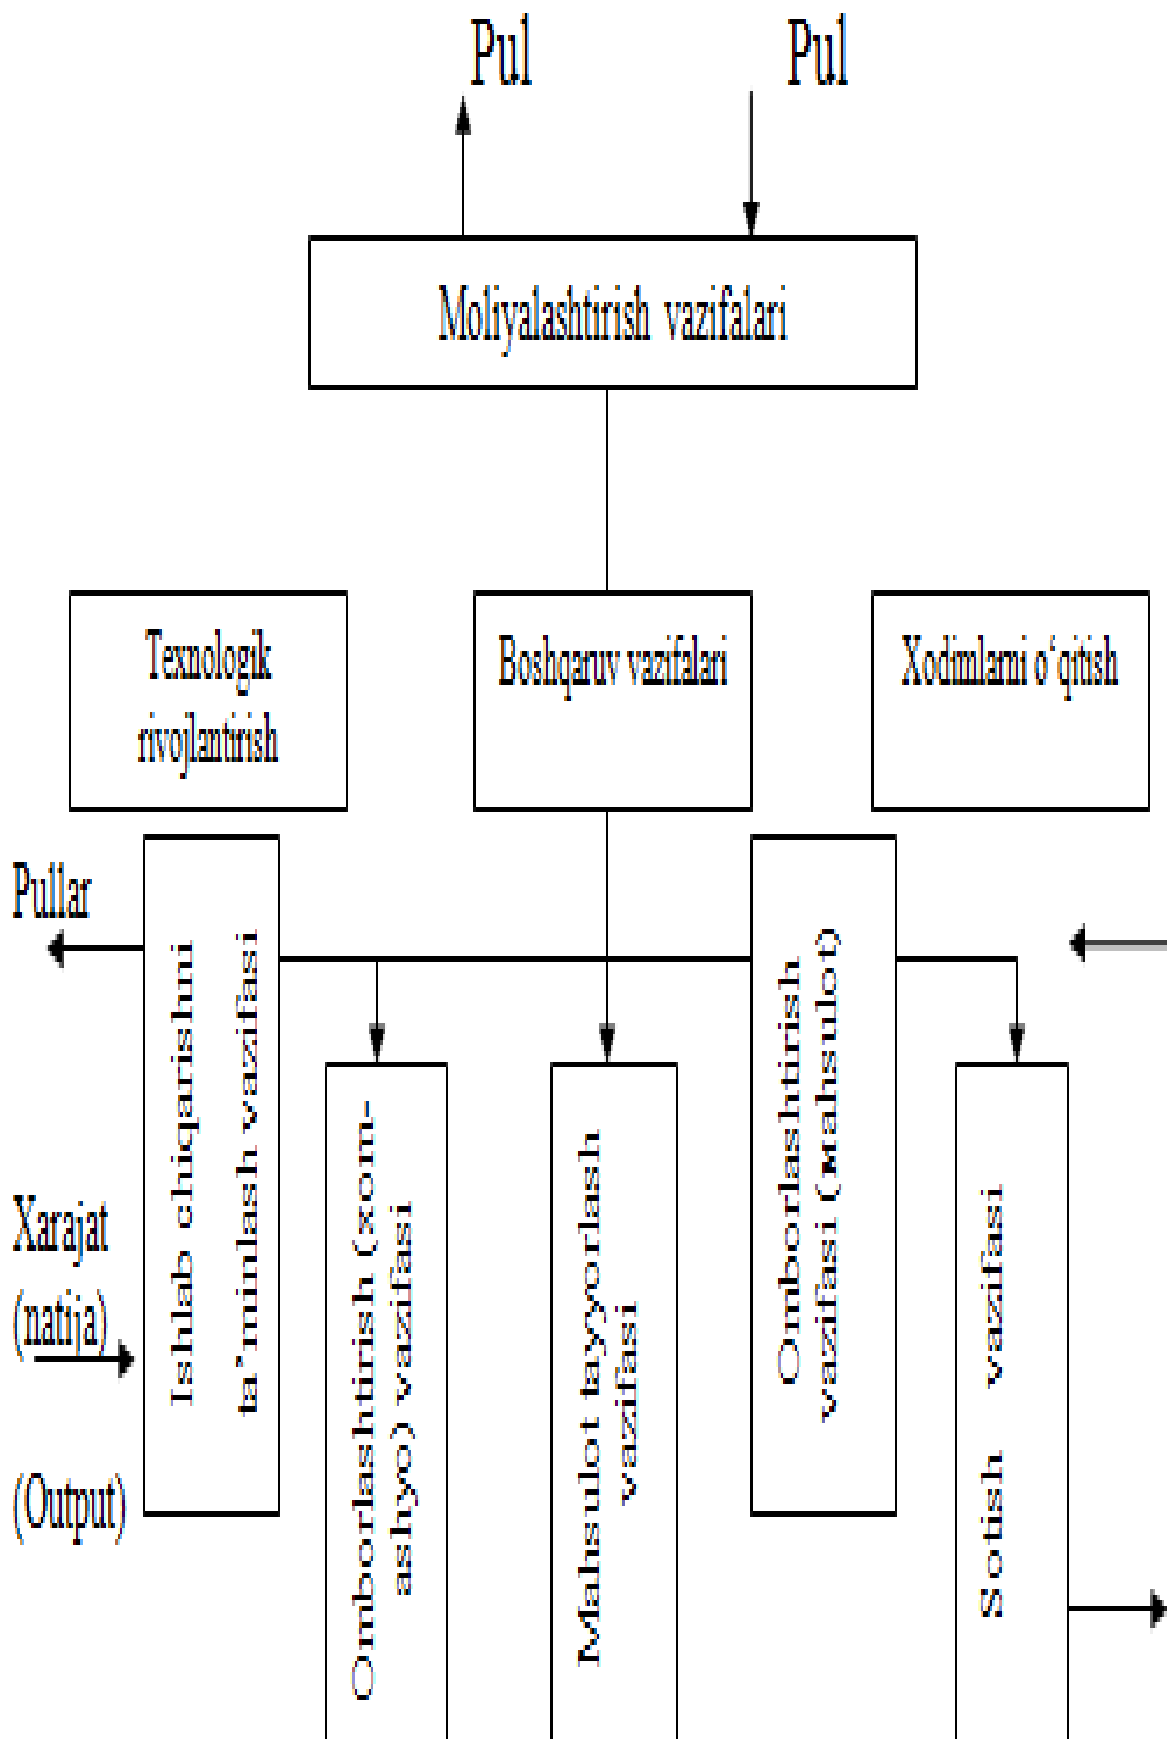 Pul
Pul
Moliyalashtirish vazifalari
Texnologik
rivojlantirish
Boshqaruv vazifalari
Xodimlarni o‘qitish
Pullar
Xarajat
(natija)
(Output)
Ishlab chiqarishni
ta’minlash vazifasi
Omborlashtirish (xom-
ashyo) vazifasi
Mahsulot tayyorlash
vazifasi
Omborlashtirish
vazifasi (маhsulot)
Sotish vazifasi